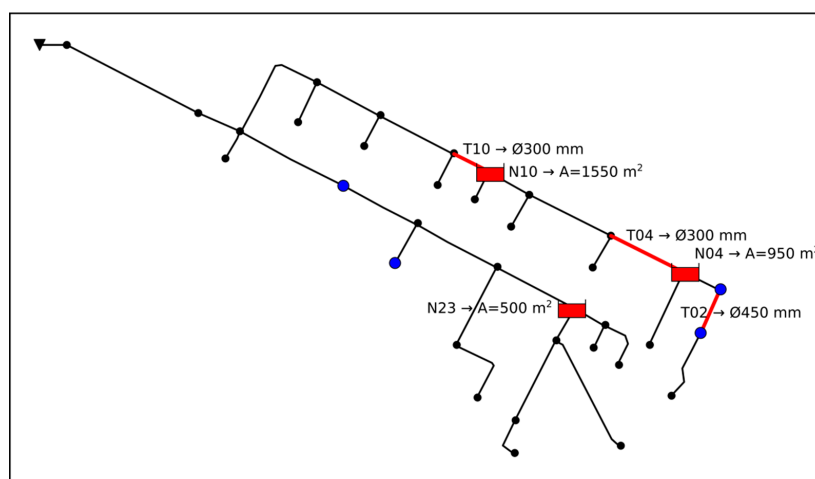 T10 → Ø300 mm
N10 → A=1550 m²
T04 → Ø300 mm
N04 → A=950 m²
N23 → A=500 m²
T02 → Ø450 mm